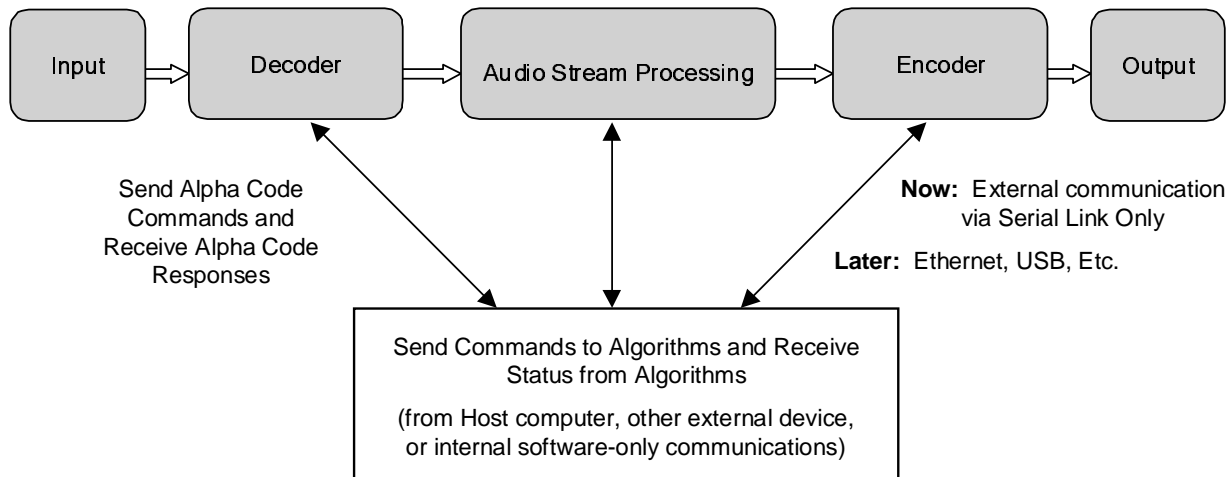 Input
Decoder
Audio Stream Processing
Encoder
Output
Send Alpha Code
Commands and
Receive Alpha Code
Responses
Now: External communication
via Serial Link Only
Later: Ethernet, USB, Etc.
Send Commands to Algorithms and Receive
Status from Algorithms
(from Host computer, other external device,
or internal software-only communications)